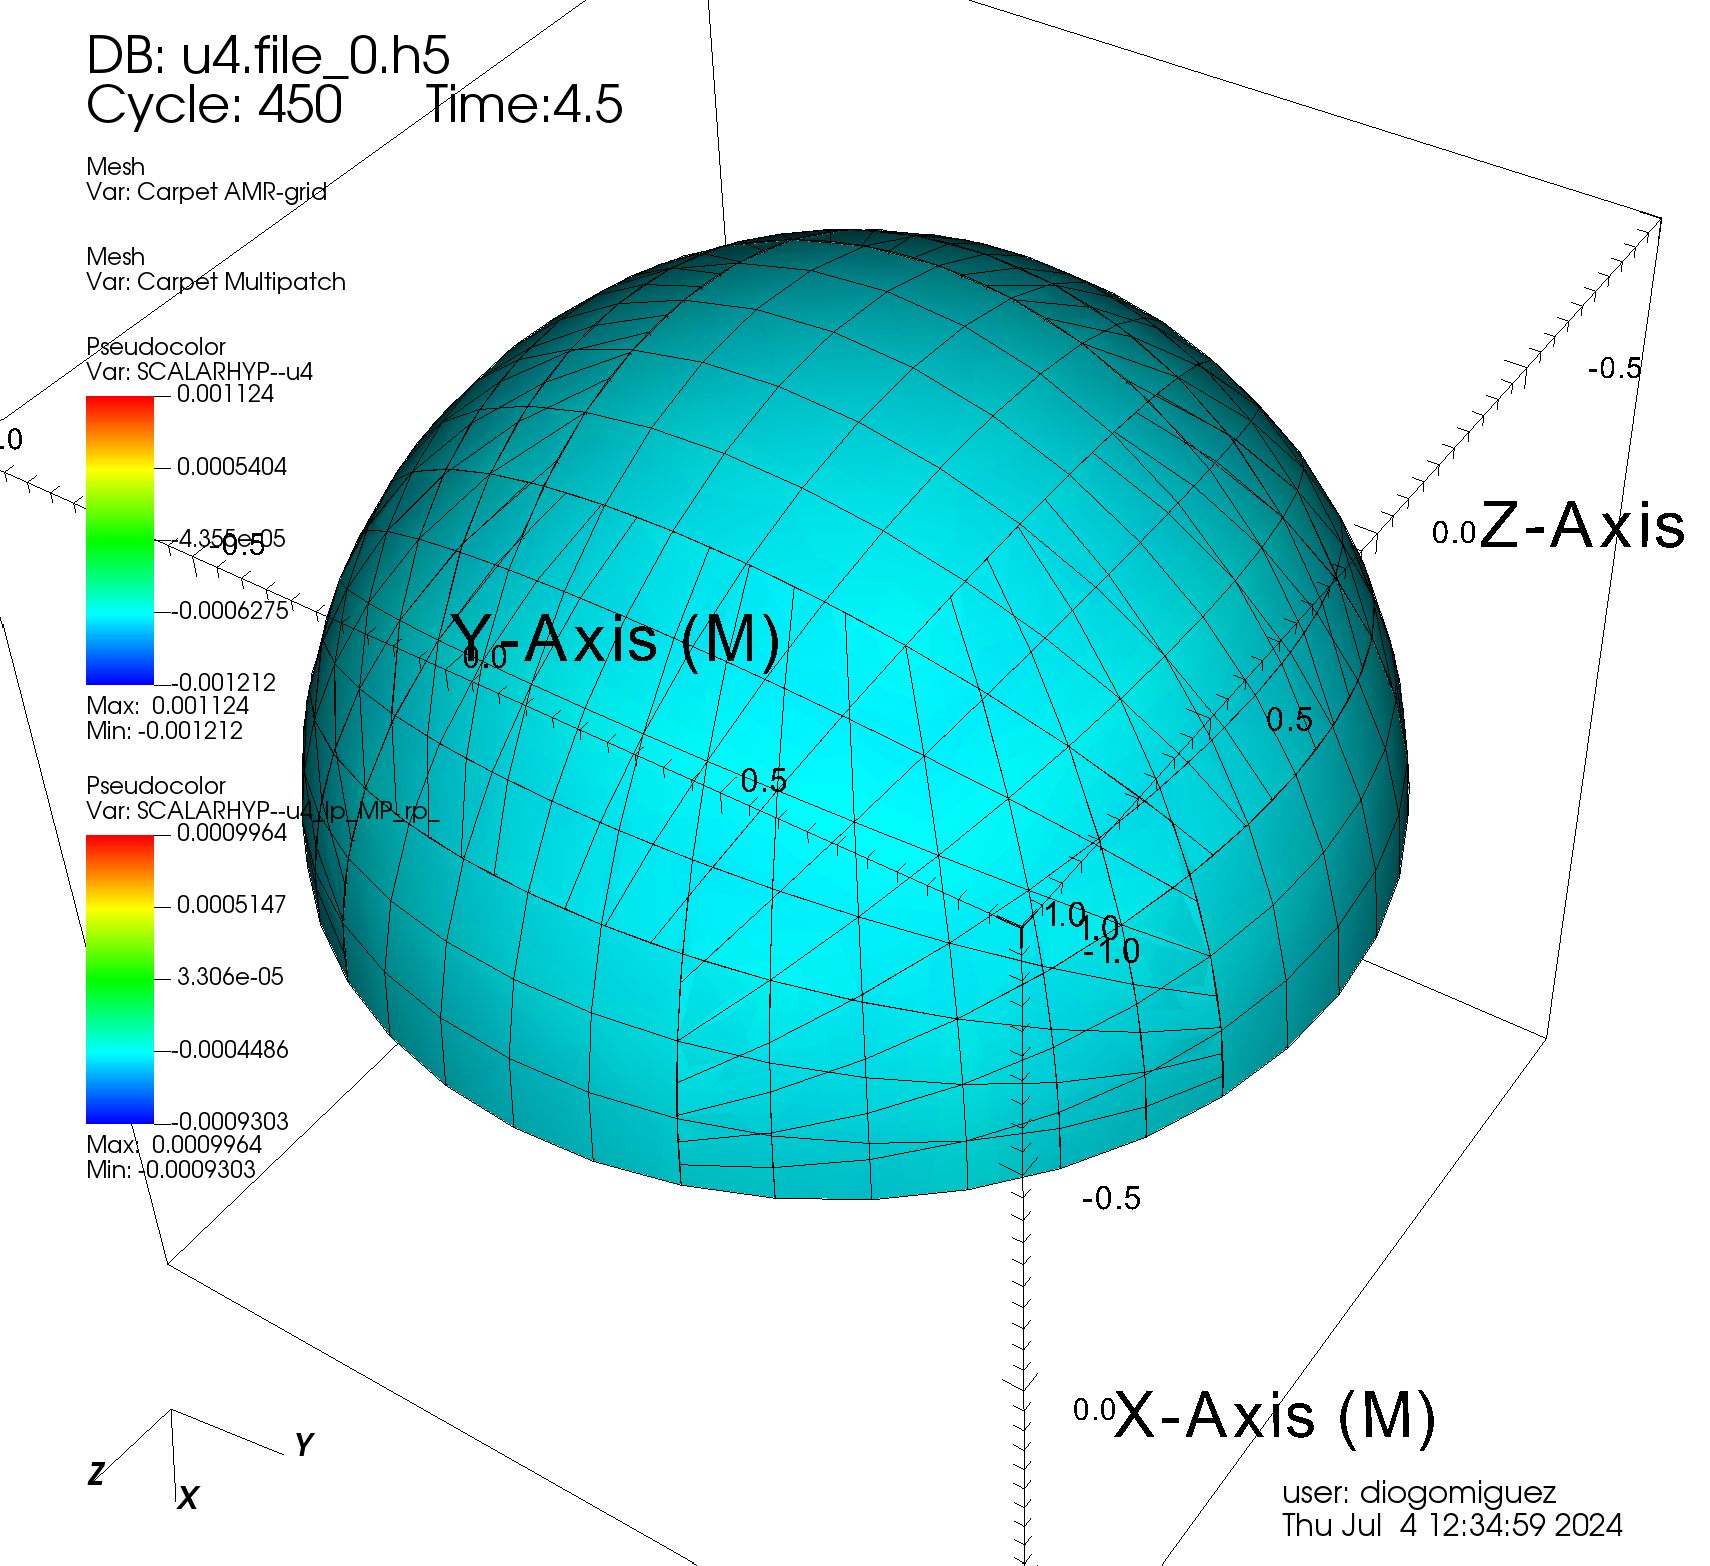 DB: u4.file_0.h5
Cycle: 450 Time:4.5
Mesh
Var: Carpet AMR-grid
Mesh
Var: Carpet Multipatch
Pseudocolor
Var: SCALARHYP--u4
0.001124
0.0005404
-4.355e-05
-0.0006275
-0.001212
Max: 0.001124
Min: -0.001212
Pseudocolor
Var: SCALARHYP--u4_lp_MP_rp_
0.0009964
0.0005147
3.306e-05
-0.0004486
-0.0009303
Max: 0.0009964
Min: -0.0009303
.0
-0.5
0.0
Y-Axis (M)
0.5
1.0
-0.5
0.0
Z-Axis
0.5
1.0
-1.0
-0.5
0.0
X-Axis (M)
Z
X
Y
user: diogomiguez
Thu Jul 4 12:34:59 2024